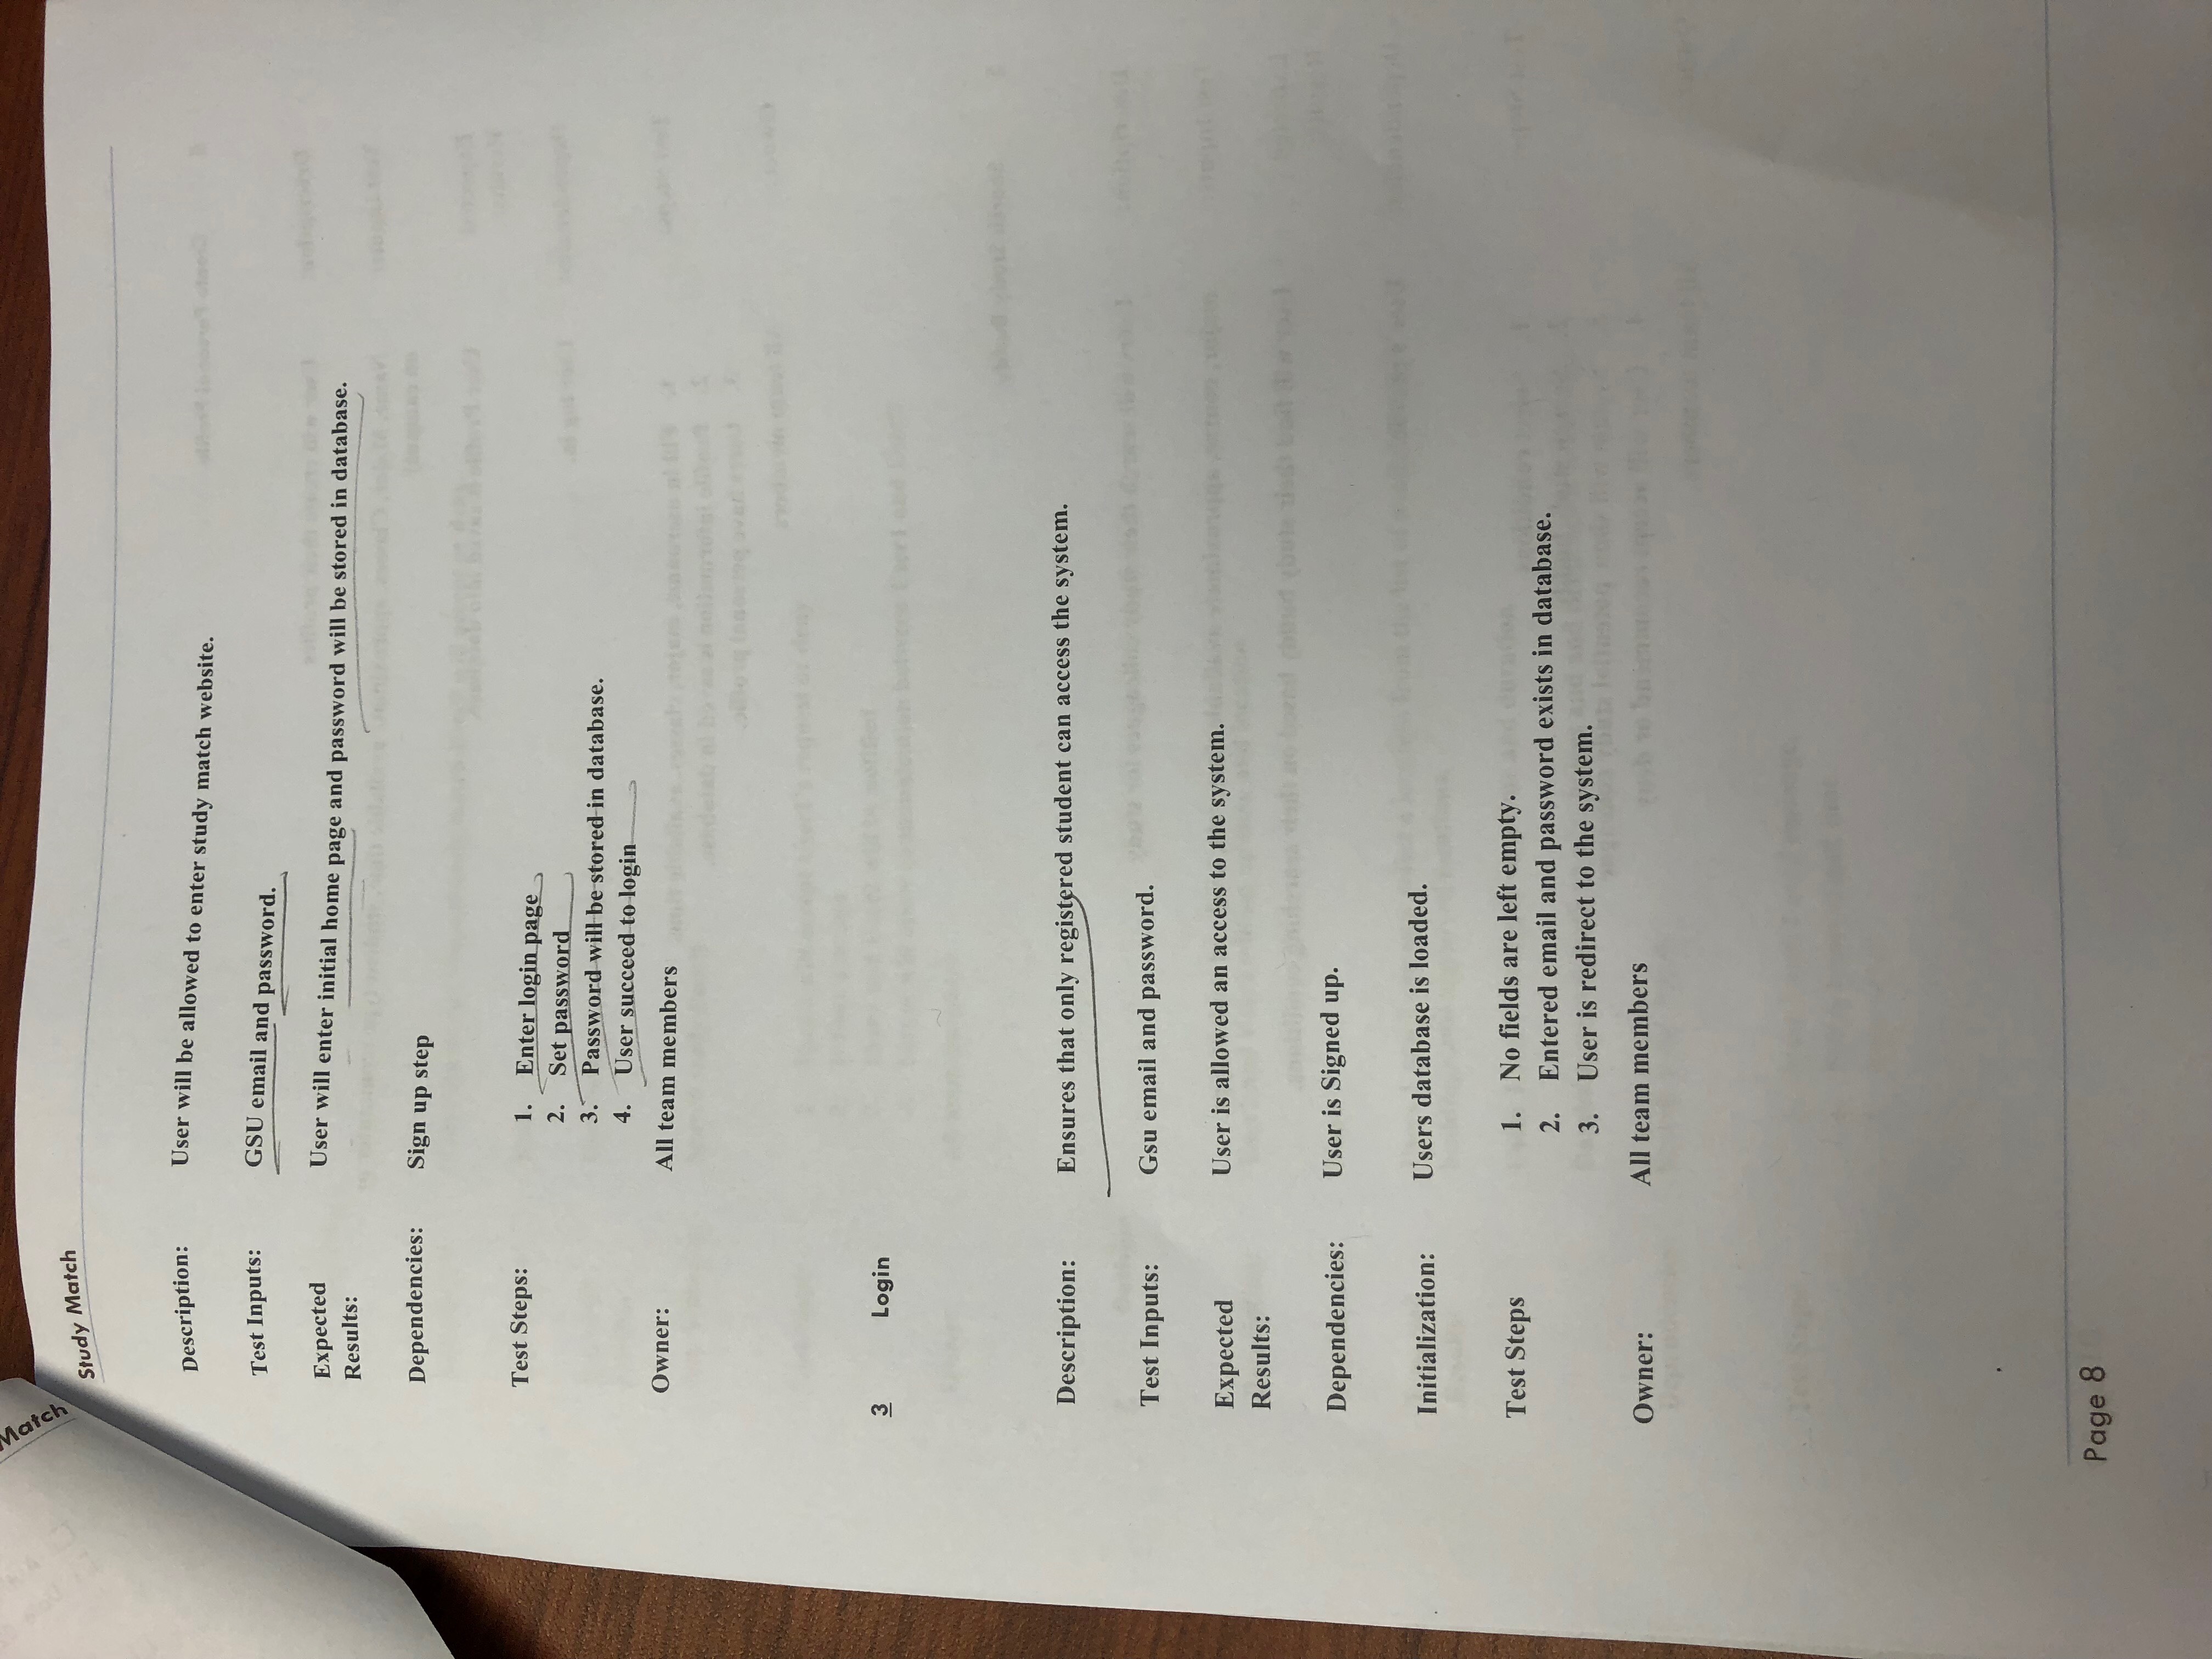 Match
Study Match
Description: User will be allowed to enter study match website.
Test Inputs: GSU email and password.
Expected User will enter initial home page and password will be stored in database.
Results:
Dependencies: Sign up step
Test Steps: 1. Enter login page
2. Set password
3. Password will be stored in database.
4. User succeed to login
Owner: All team members
3 Login
Description: Ensures that only registered student can access the system.
Test Inputs: Gsu email and password.
Expected User is allowed an access to the system.
Results:
Dependencies: User is Signed up.
Initialization: Users database is loaded.
Test Steps 1. No fields are left empty.
2. Entered email and password exists in database.
3. User is redirect to the system.
Owner: All team members
Page 8